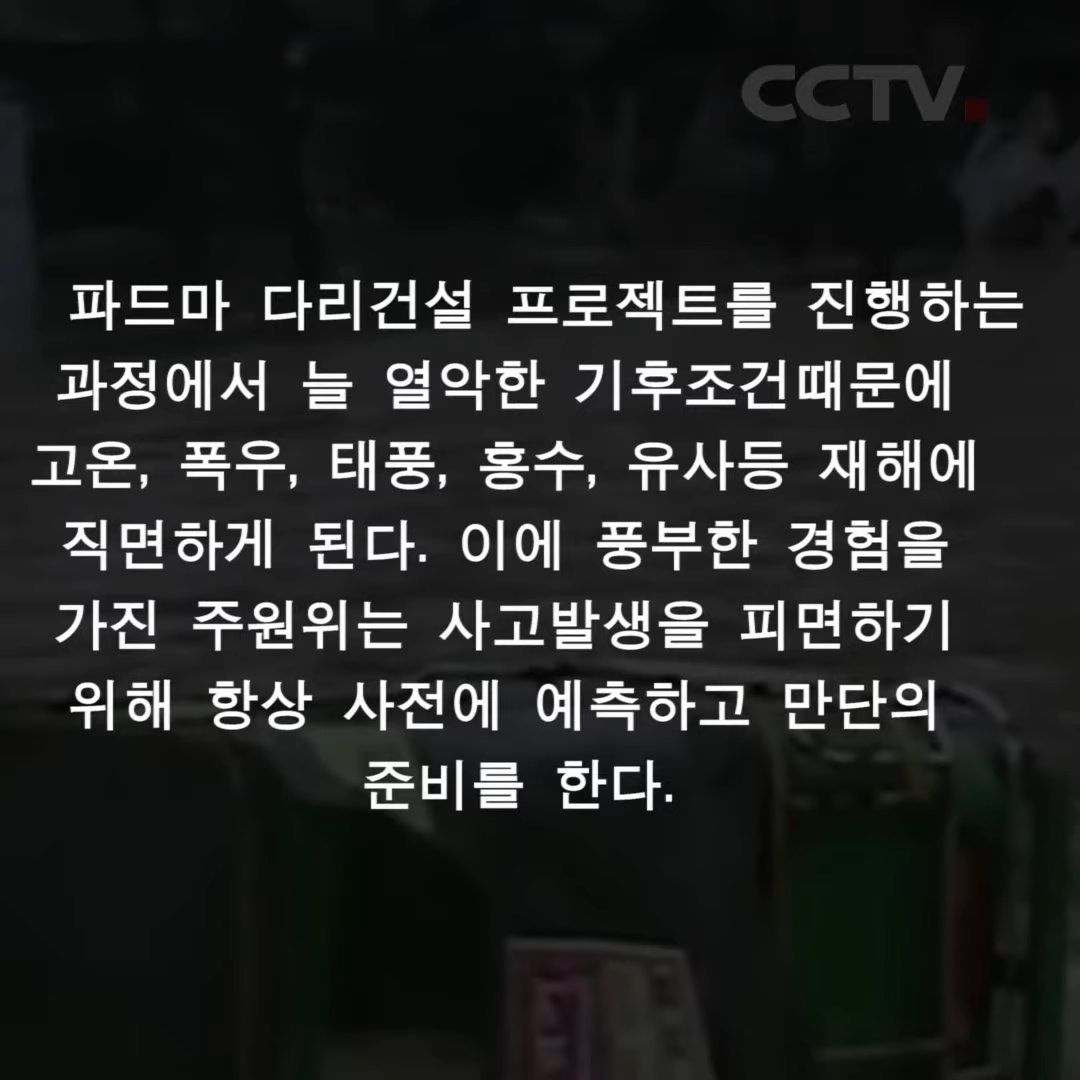 CCTV.
파드마 다리건설 프로젝트를 진행하는
과정에서 늘 열악한 기후조건때문에
고온, 폭우, 태풍, 홍수, 유사등 재해에
직면하게 된다. 이에 풍부한 경험을
가진 주원위는 사고발생을 피면하기
위해 항상 사전에 예측하고 만단의
준비를 한다.